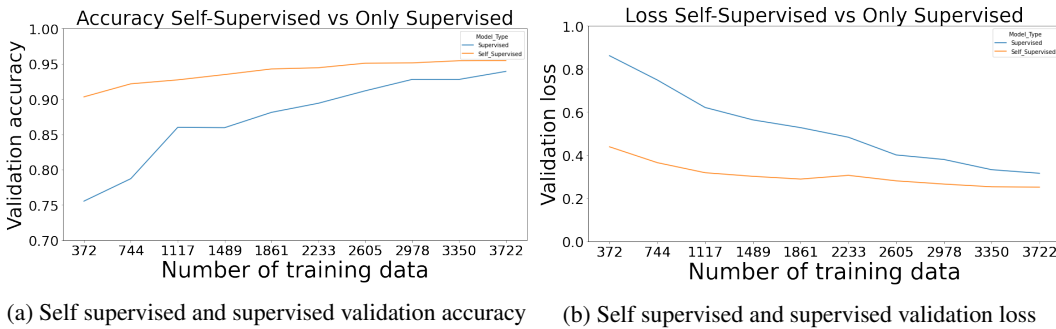 Accuracy Self-Supervised vs Only Supervised
1.00
0.95
0.90
0.85
0.80
0.75
0.70
Validation accuracy
Model_Type
Supervised
Self_Supervised
372 744 1117 1489 1861 2233 2605 2978 3350 3722
Number of training data
(a) Self supervised and supervised validation accuracy
Loss Self-Supervised vs Only Supervised
1.0
0.8
0.6
0.4
0.2
0.0
Validation loss
Model_Type
Supervised
Self_Supervised
372 744 1117 1489 1861 2233 2605 2978 3350 3722
Number of training data
(b) Self supervised and supervised validation loss